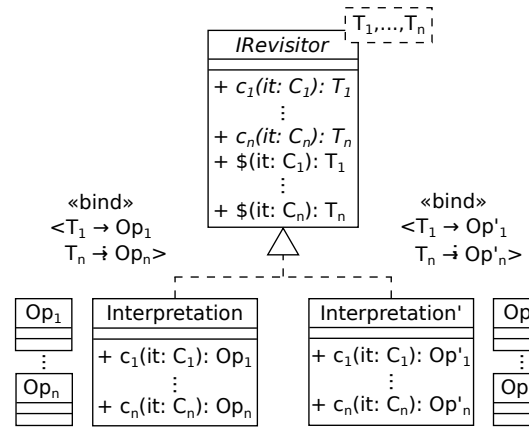 T₁,...,Tₙ
IRevisitor
+ c₁(it: C₁): T₁
⋮
+ cₙ(it: Cₙ): Tₙ
+ $(it: C₁): T₁
⋮
+ $(it: Cₙ): Tₙ
«bind»
<T₁ → Op₁
⋮
Tₙ → Opₙ>
«bind»
<T₁ → Op'₁
⋮
Tₙ → Op'ₙ>
Op₁
⋮
Opₙ
Interpretation
+ c₁(it: C₁): Op₁
⋮
+ cₙ(it: Cₙ): Opₙ
Interpretation'
+ c₁(it: C₁): Op'₁
⋮
+ cₙ(it: Cₙ): Op'ₙ
Op
⋮
Op